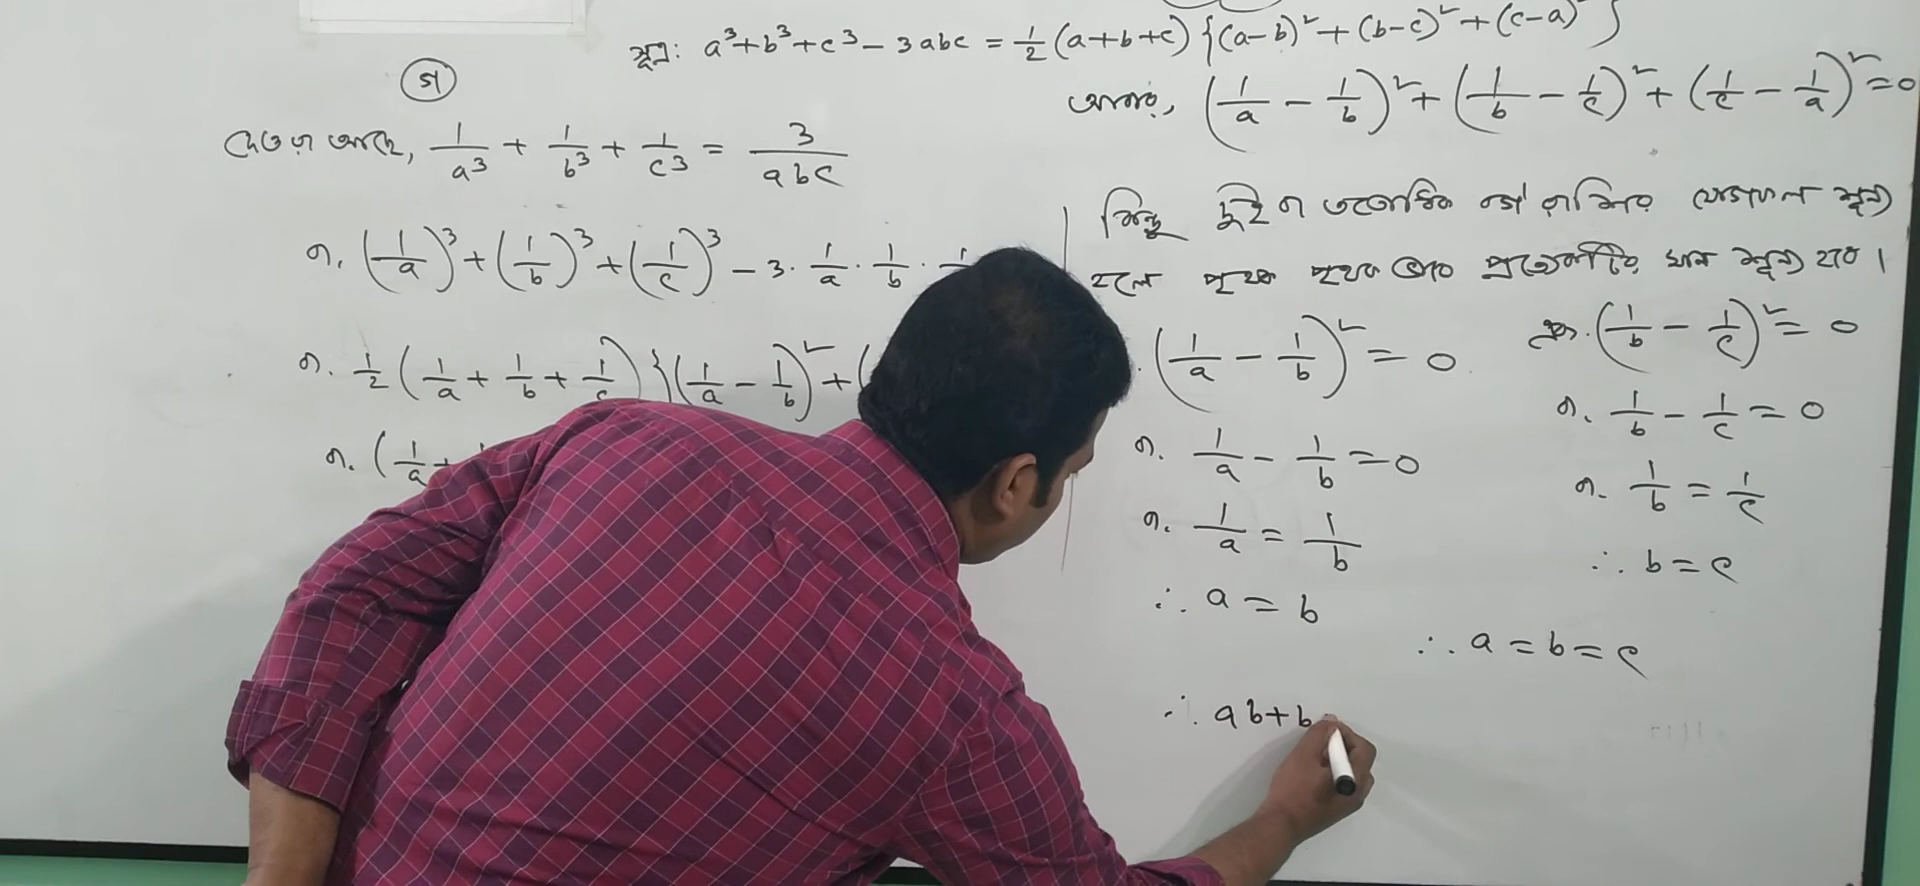 সূত্র: a³+b³+c³ – 3abc = 1/2 (a+b+c) {(a–b)²+(b–c)²+(c–a)²}
গ
দেওয়া আছে, 1/a³ + 1/b³ + 1/c³ = 3/abc
বা, (1/a)³+(1/b)³+(1/c)³ – 3· 1/a · 1/b ·
বা, 1/2 (1/a + 1/b + 1/c) {(1/a – 1/b)² + (
বা, (1/a +
আবার, (1/a – 1/b)² + (1/b – 1/c)² + (1/c – 1/a)² = 0
কিন্তু দুই বা ততোধিক বর্গ রাশির যোগফল শূন্য
হলে পৃথক পৃথক ভাবে প্রত্যেকটির মান শূন্য হবে।
(1/a – 1/b)² = 0
বা, 1/a – 1/b = 0
বা, 1/a = 1/b
∴ a = b
(1/b – 1/c)² = 0
বা, 1/b – 1/c = 0
বা, 1/b = 1/c
∴ b = c
∴ a = b = c
∴ ab+b